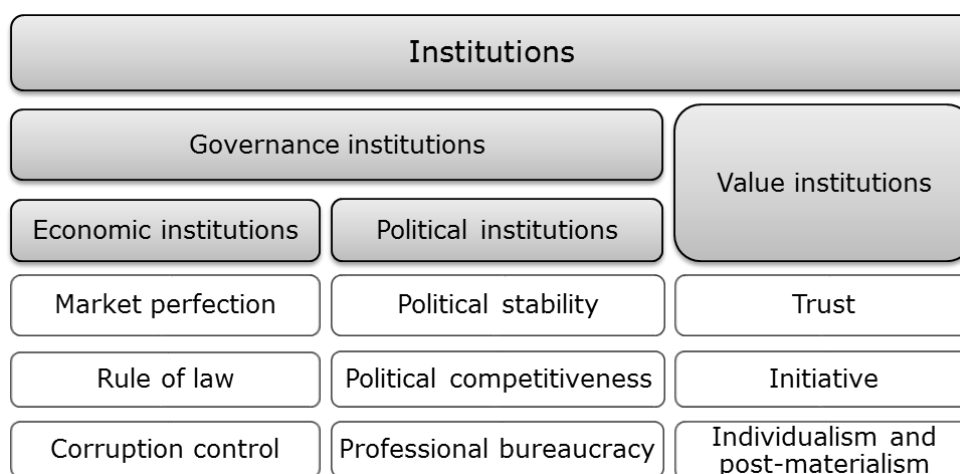 Institutions
Governance institutions
Value institutions
Economic institutions
Political institutions
Market perfection
Political stability
Trust
Rule of law
Political competitiveness
Initiative
Corruption control
Professional bureaucracy
Individualism and
post-materialism